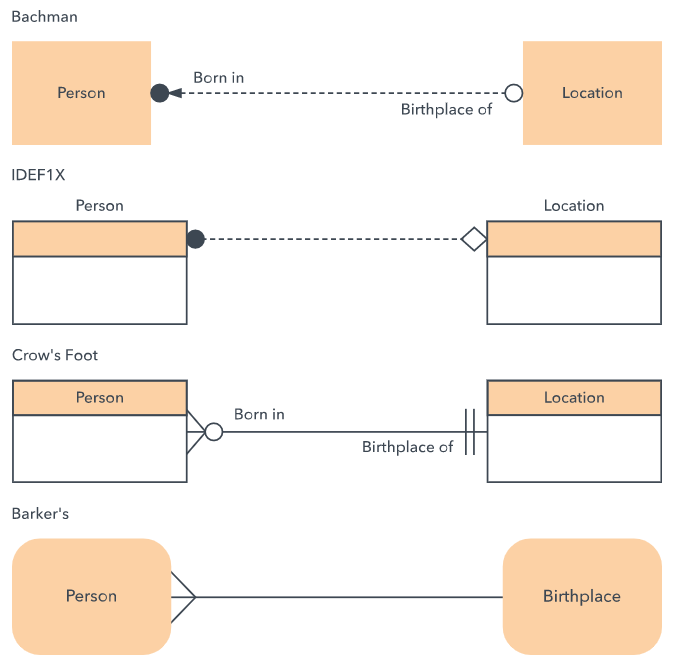 Bachman
Person
Born in
Birthplace of
Location
IDEF1X
Person
Location
Crow's Foot
Person
Location
Born in
Birthplace of
Barker's
Person
Birthplace